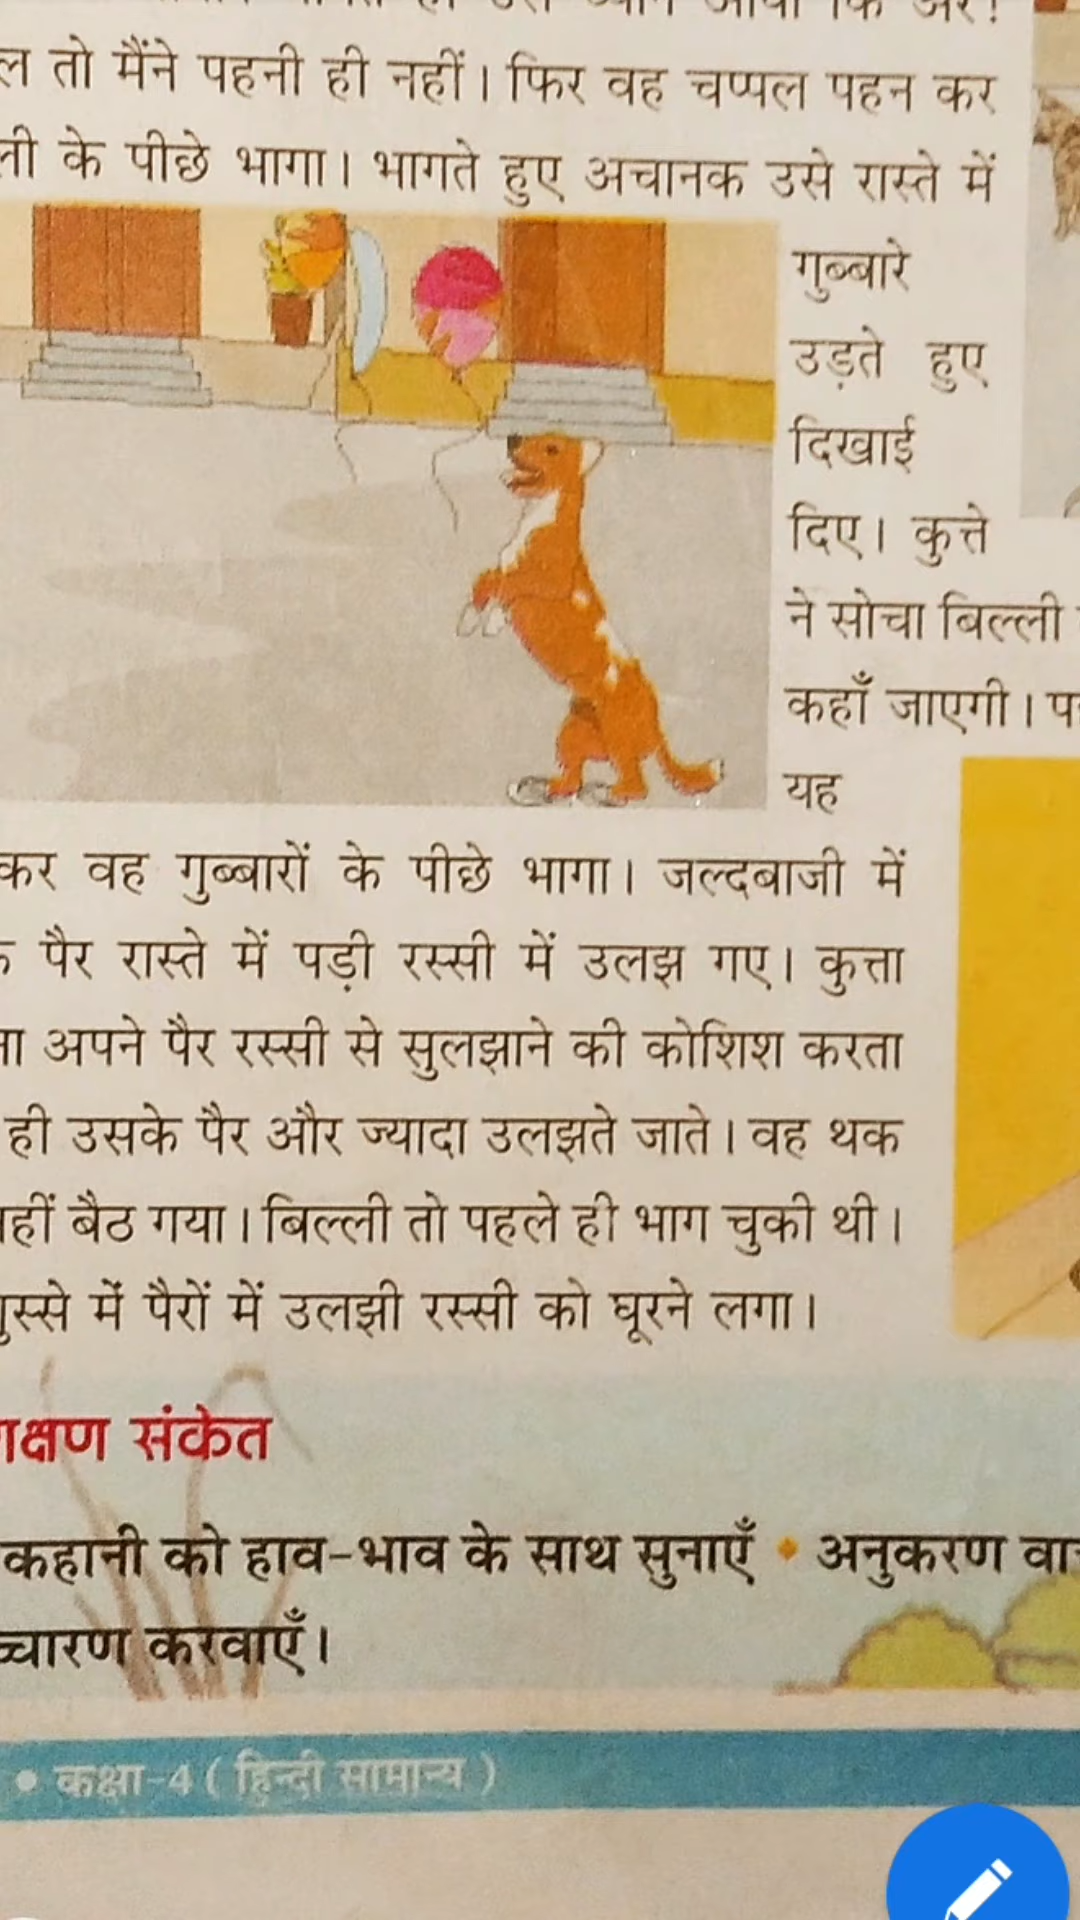 तो मैंने पहनी ही नहीं। फिर वह चप्पल पहन कर
के पीछे भागा। भागते हुए अचानक उसे रास्ते में
गुब्बारे
उड़ते हुए
दिखाई
दिए। कुत्ते
ने सोचा बिल्ली
कहाँ जाएगी।
यह
कर वह गुब्बारों के पीछे भागा। जल्दबाजी में
पैर रास्ते में पड़ी रस्सी में उलझ गए। कुत्ता
अपने पैर रस्सी से सुलझाने की कोशिश करता
ही उसके पैर और ज्यादा उलझते जाते। वह थक
बैठ गया। बिल्ली तो पहले ही भाग चुकी थी।
में पैरों में उलझी रस्सी को घूरने लगा।
संकेत
कहानी को हाव-भाव के साथ सुनाएँ • अनुकरण
करवाएँ।
• कक्षा-4 ( हिन्दी सामान्य )